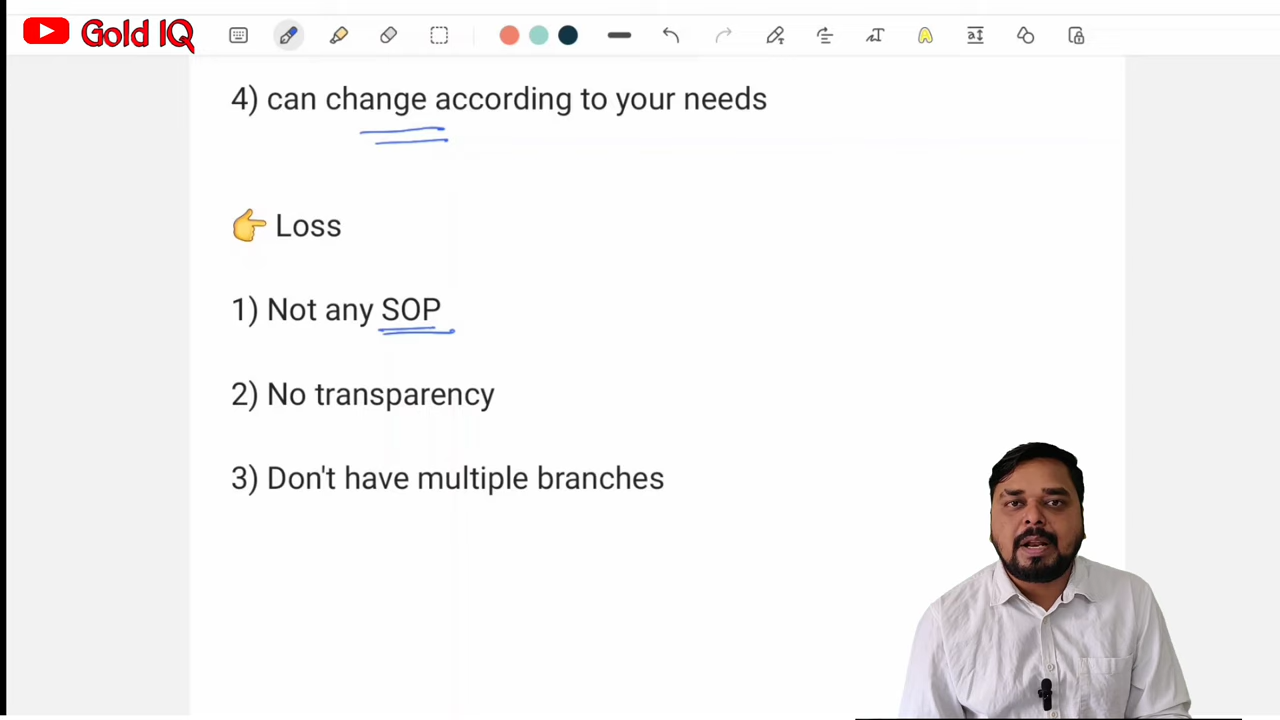 Gold IQ
4) can change according to your needs
👉 Loss
1) Not any SOP
2) No transparency
3) Don't have multiple branches